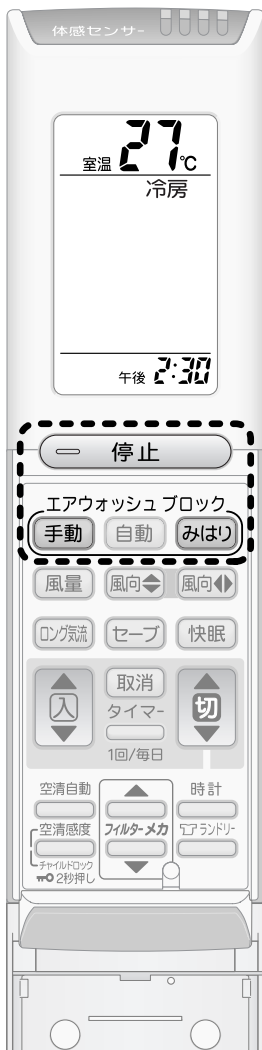 体感センサー
室温 27℃
冷房
午後 2:30
停止
エアウォッシュ ブロック
手動 自動 みはり
風量 風向 風向
ロング気流 セーブ 快眠
入 取消 切
タイマー
1回/毎日
空清自動 時計
空清感度 フィルターメカ ランドリー
チャイルドロック
2秒押し